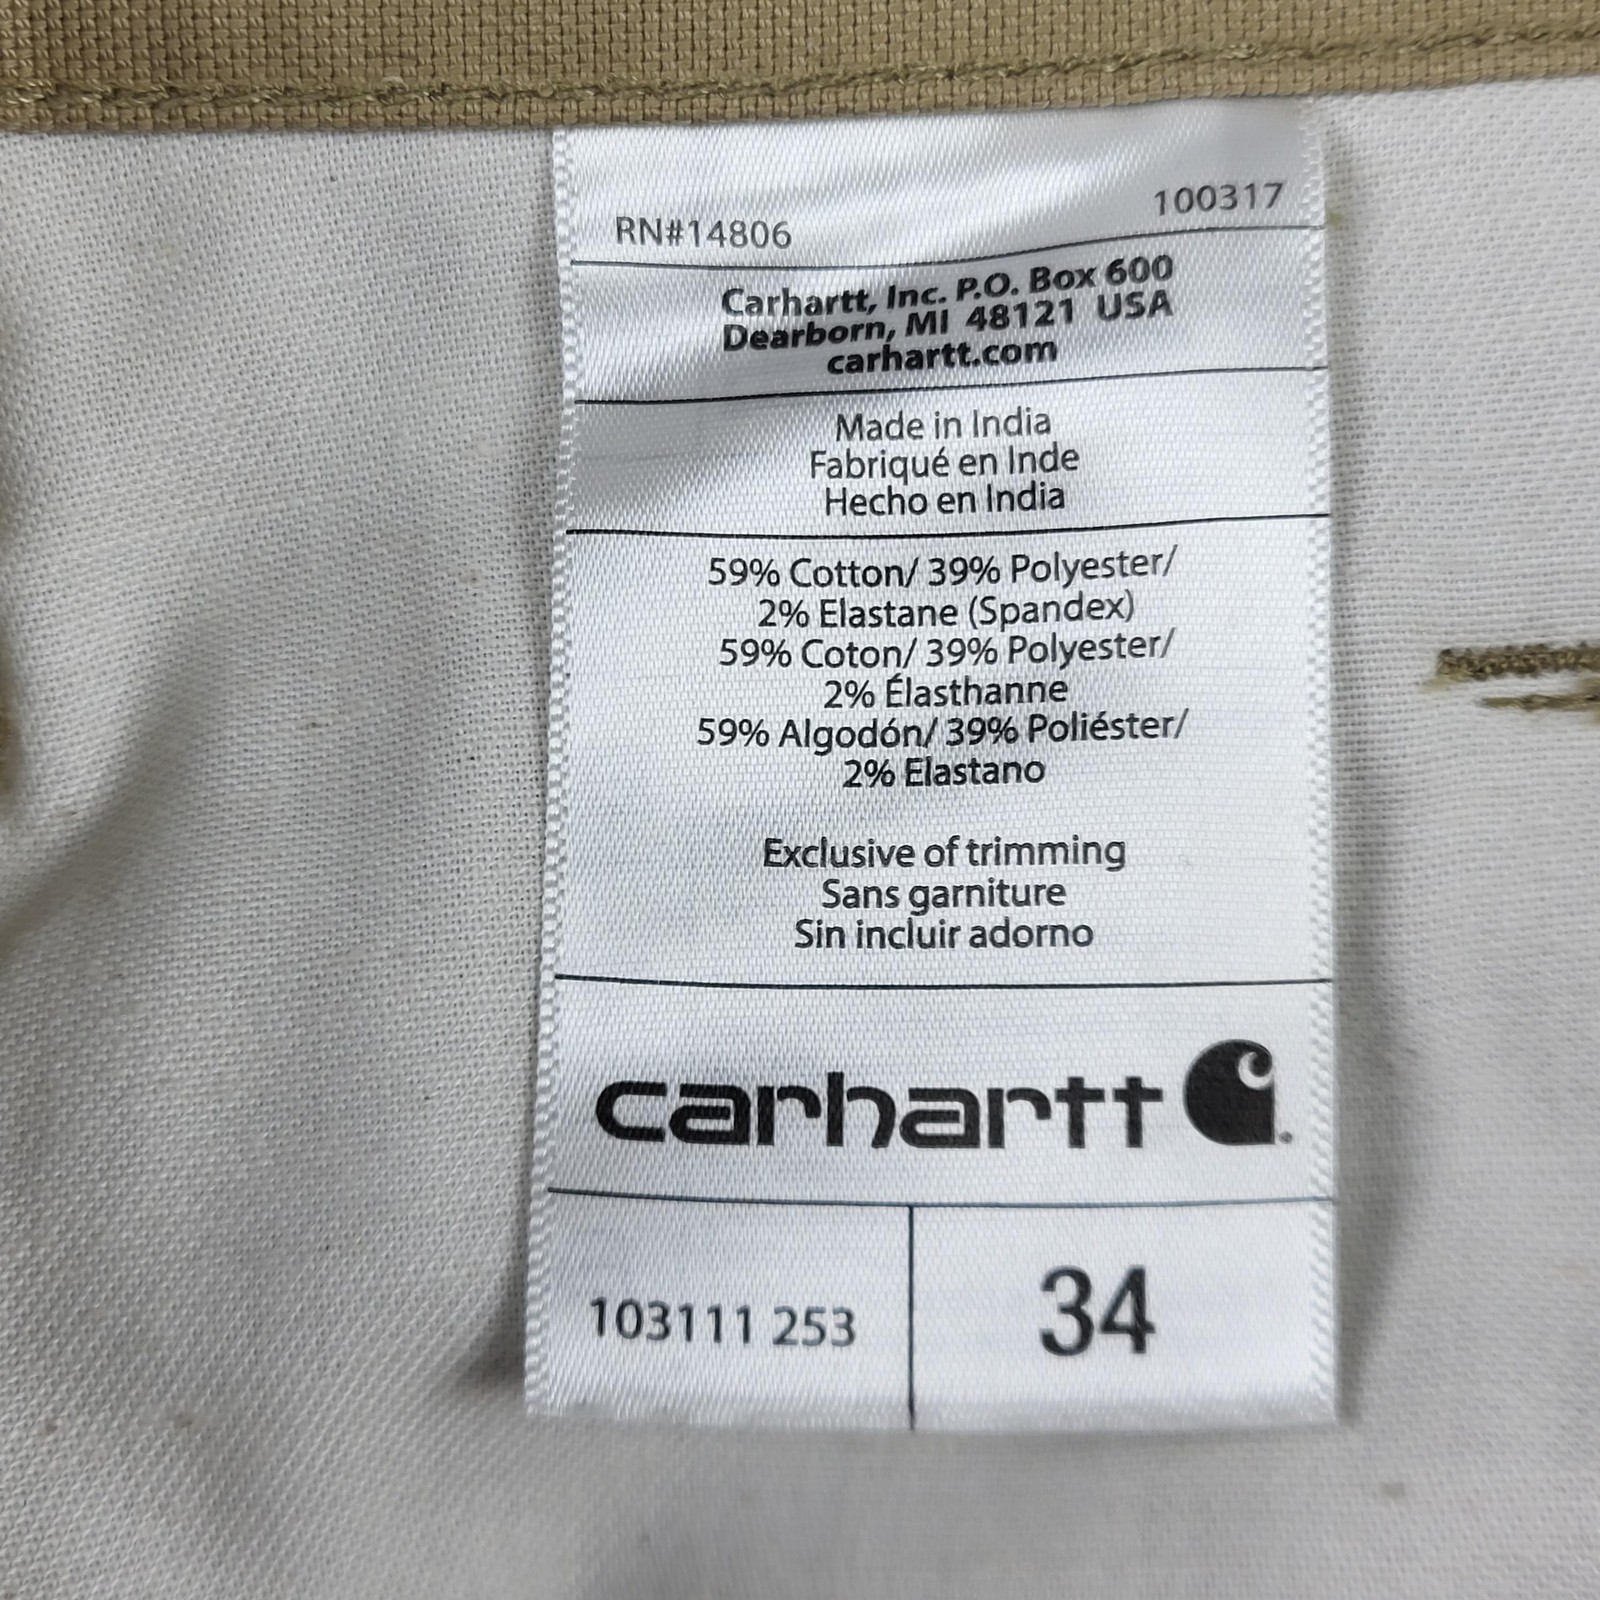 RN#14806 100317
Carhartt, Inc. P.O. Box 600
Dearborn, MI 48121 USA
carhartt.com
Made in India
Fabriqué en Inde
Hecho en India
59% Cotton/ 39% Polyester/
2% Elastane (Spandex)
59% Coton/ 39% Polyester/
2% Élasthanne
59% Algodón/ 39% Poliéster/
2% Elastano
Exclusive of trimming
Sans garniture
Sin incluir adorno
carhartt
103111 253 34